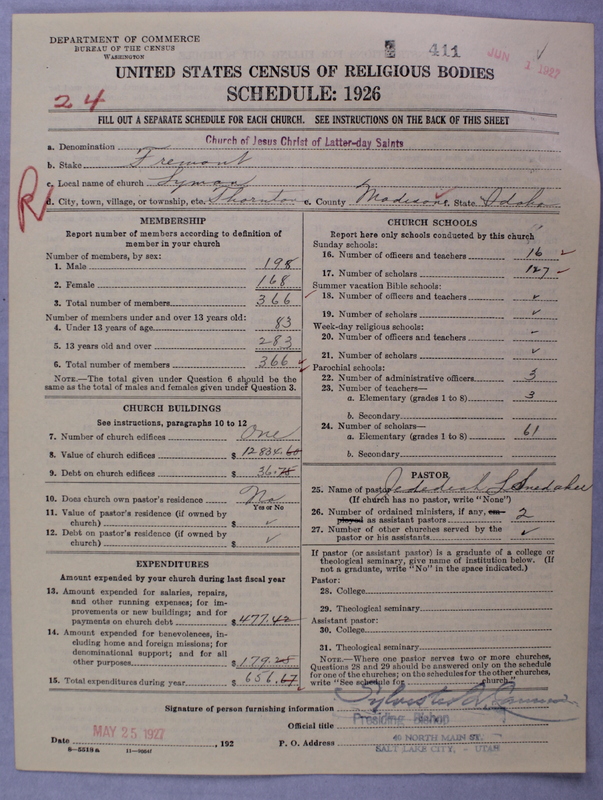 DEPARTMENT OF COMMERCE
BUREAU OF THE CENSUS
WASHINGTON
411
JUN 1 1927
UNITED STATES CENSUS OF RELIGIOUS BODIES
SCHEDULE: 1926
24
FILL OUT A SEPARATE SCHEDULE FOR EACH CHURCH. SEE INSTRUCTIONS ON THE BACK OF THIS SHEET
a. Denomination Church of Jesus Christ of Latter-day Saints
b. Stake Fremont
c. Local name of church Lyman
R
d. City, town, village, or township, etc. Thornton e. County Madison f. State Idaho
MEMBERSHIP
Report number of members according to definition of
member in your church
Number of members, by sex:
1. Male 198
2. Female 168
3. Total number of members 366
Number of members under and over 13 years old:
4. Under 13 years of age 83
5. 13 years old and over 283
6. Total number of members 366
NOTE.—The total given under Question 6 should be
same as the total of males and females given under Question 3.
CHURCH BUILDINGS
See instructions, paragraphs 10 to 12
7. Number of church edifices One
8. Value of church edifices $12834.60
9. Debt on church edifices $36.75
10. Does church own pastor's residence No
Yes or No
11. Value of pastor's residence (if owned by
church) $ ✓
12. Debt on pastor's residence (if owned by
church) $ ✓
EXPENDITURES
Amount expended by your church during last fiscal year
13. Amount expended for salaries, repairs,
and other running expenses; for im-
provements or new buildings; and for
payments on church debt $477.42
14. Amount expended for benevolences, in-
cluding home and foreign missions; for
denominational support; and for all
other purposes $179.25
15. Total expenditures during year $656.67
CHURCH SCHOOLS
Report here only schools conducted by this church
Sunday schools:
16. Number of officers and teachers 16
17. Number of scholars 127
Summer vacation Bible schools:
18. Number of officers and teachers ✓
19. Number of scholars ✓
Week-day religious schools:
20. Number of officers and teachers
21. Number of scholars ✓
Parochial schools:
22. Number of administrative officers 3
23. Number of teachers—
a. Elementary (grades 1 to 8) 3
b. Secondary
24. Number of scholars—
a. Elementary (grades 1 to 8) 61
b. Secondary
PASTOR
25. Name of pastor Jedediah L Snedaker
(If church has no pastor, write "None")
26. Number of ordained ministers, if any, em-
ployed as assistant pastors 2
27. Number of other churches served by the
pastor or his assistants ✓
If pastor (or assistant pastor) is a graduate of a college or
theological seminary, give name of institution below. (If
not a graduate, write "No" in the space indicated.)
Pastor:
28. College
29. Theological seminary
Assistant pastor:
30. College
31. Theological seminary
NOTE.—Where one pastor serves two or more churches,
Questions 28 and 29 should be answered only on the schedule
for one of the churches; on the schedules for the other churches,
write "See schedule for church."
Signature of person furnishing information Sylvester Q. Cannon
Official title Presiding Bishop
Date MAY 25 1927, 192 P. O. Address 40 NORTH MAIN ST.
SALT LAKE CITY, - UTAH
8—5518a